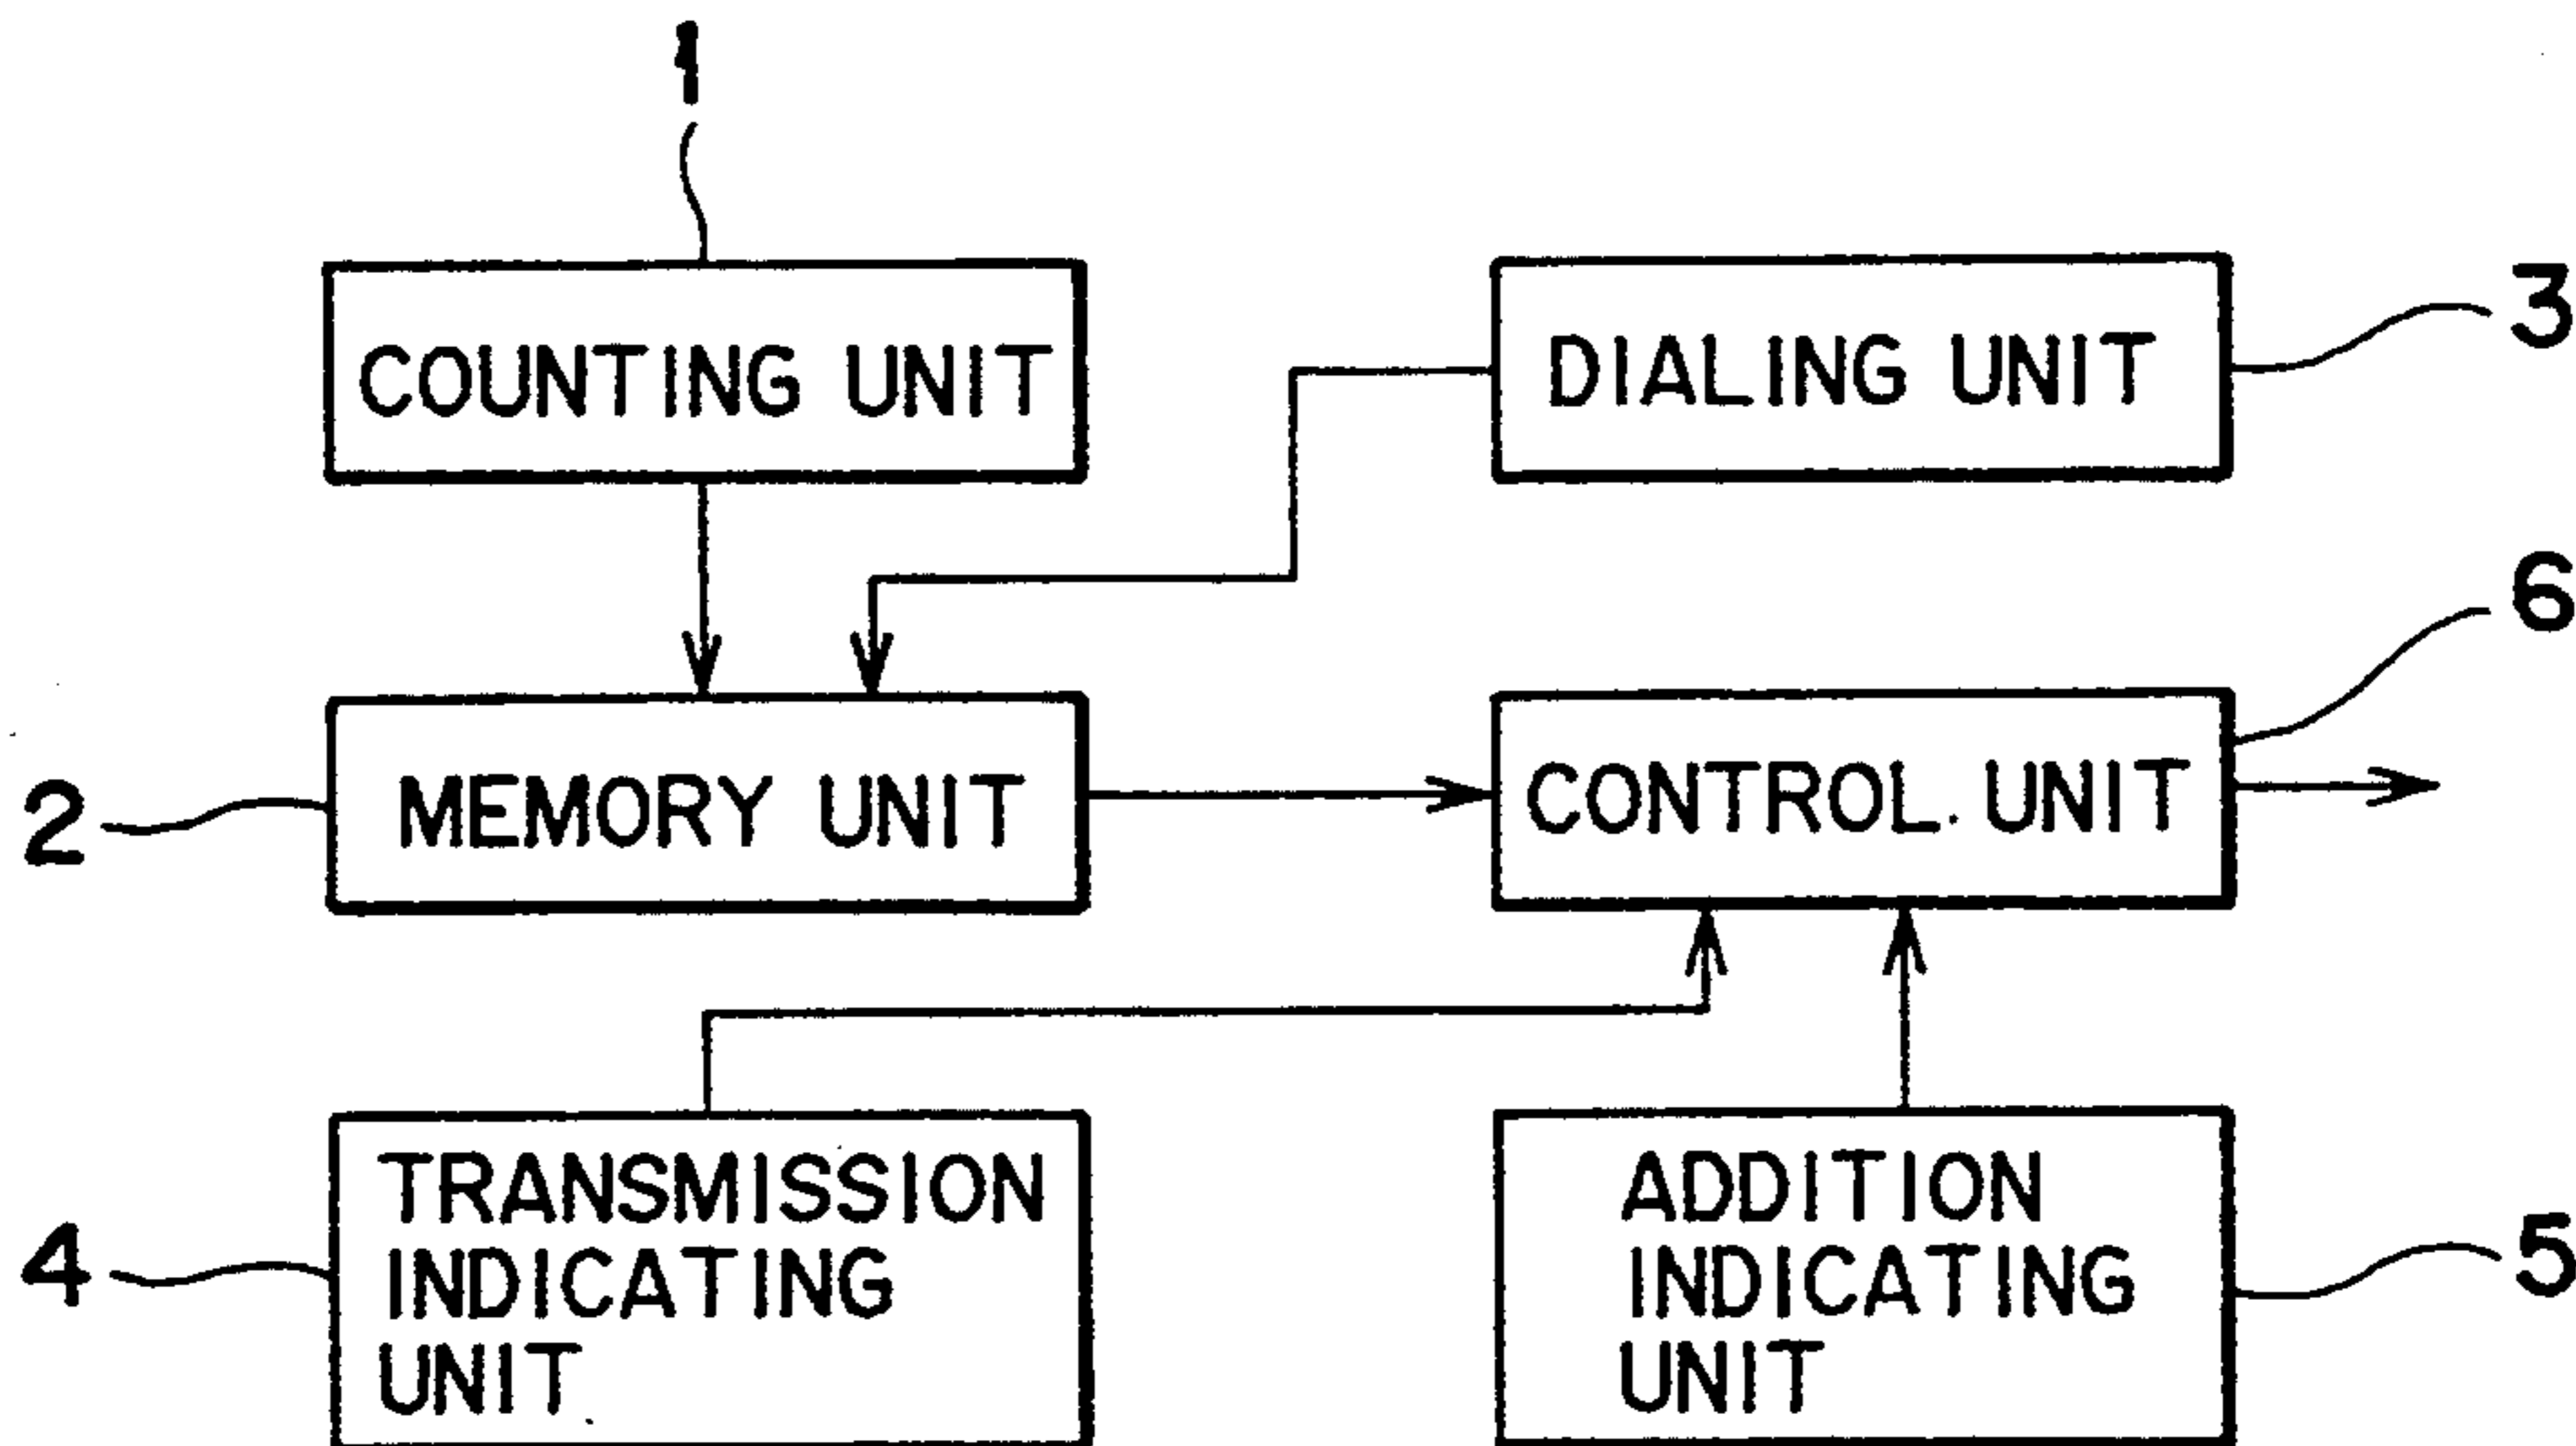 1
COUNTING UNIT
DIALING UNIT
3
6
2
MEMORY UNIT
CONTROL UNIT
4
TRANSMISSION
INDICATING
UNIT
ADDITION
INDICATING
UNIT
5